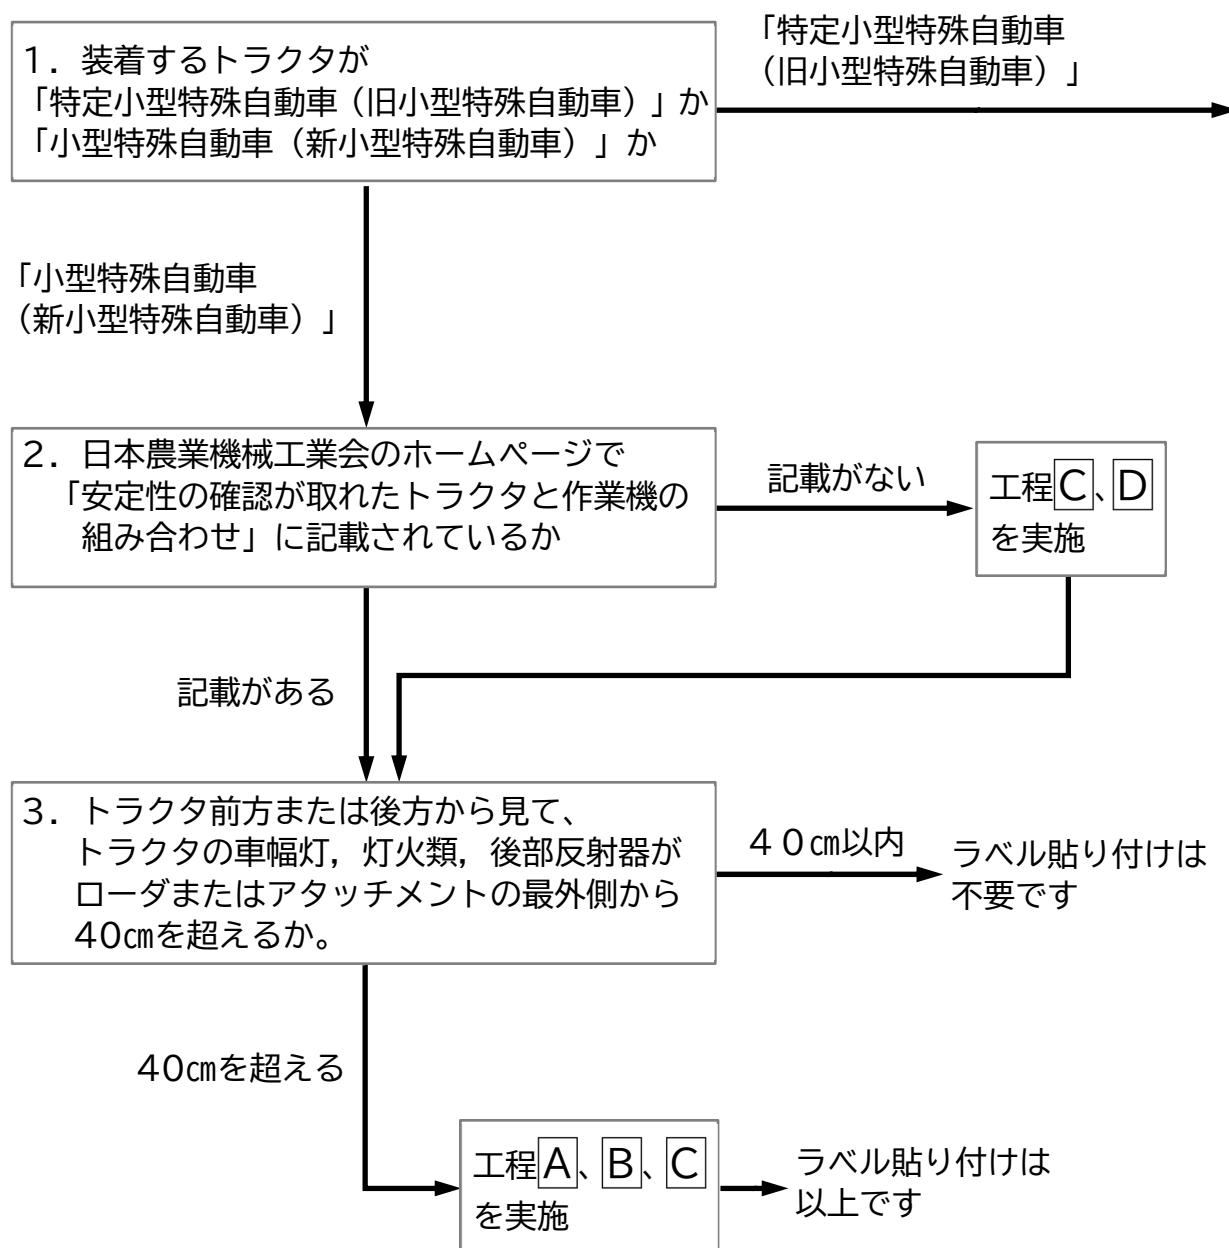 1．装着するトラクタが
「特定小型特殊自動車（旧小型特殊自動車）」か
「小型特殊自動車（新小型特殊自動車）」か
「特定小型特殊自動車
（旧小型特殊自動車）」
「小型特殊自動車
（新小型特殊自動車）」
2．日本農業機械工業会のホームページで
「安定性の確認が取れたトラクタと作業機の
組み合わせ」に記載されているか
記載がない
工程C、D
を実施
記載がある
3．トラクタ前方または後方から見て、
トラクタの車幅灯，灯火類，後部反射器が
ローダまたはアタッチメントの最外側から
40㎝を超えるか。
４０㎝以内
ラベル貼り付けは
不要です
40㎝を超える
工程A、B、C
を実施
ラベル貼り付けは
以上です